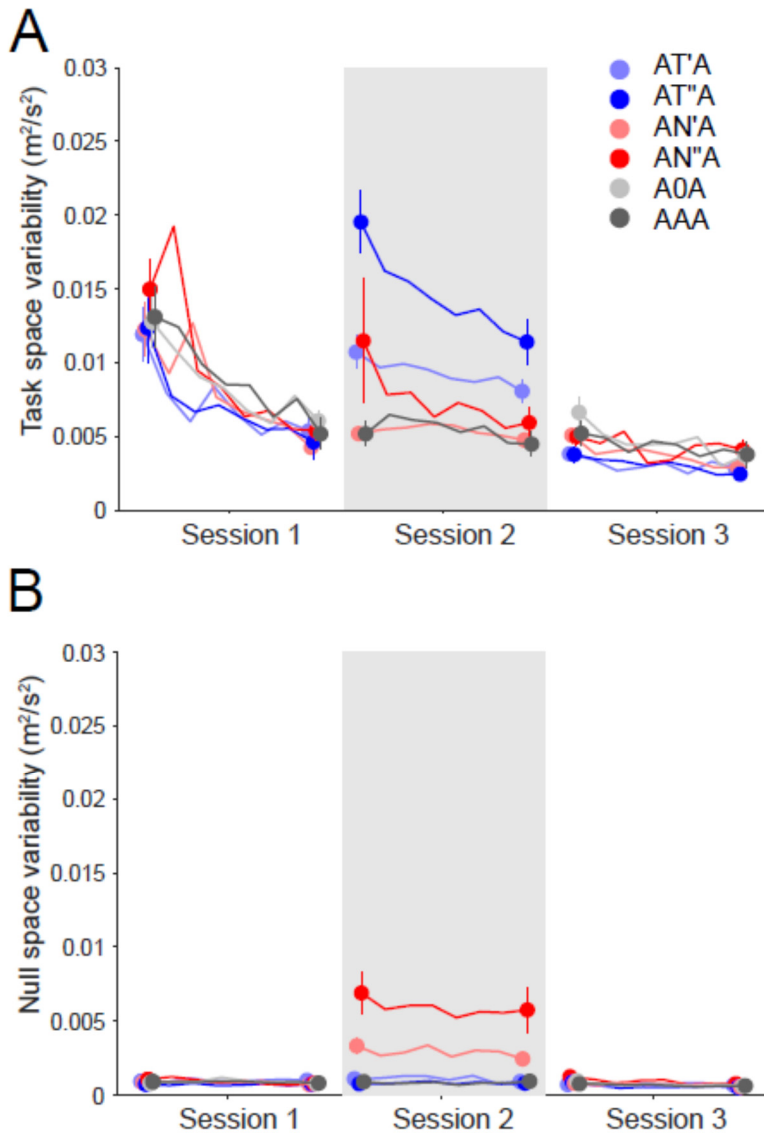 A
Task space variability (m²/s²)
0.03
0.025
0.02
0.015
0.01
0.005
0
AT'A
AT"A
AN'A
AN"A
A0A
AAA
Session 1 Session 2 Session 3
B
Null space variability (m²/s²)
0.03
0.025
0.02
0.015
0.01
0.005
0
Session 1 Session 2 Session 3